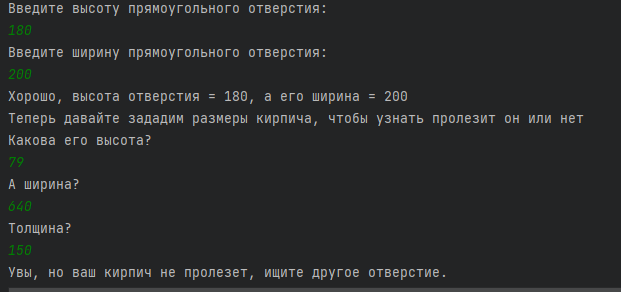 Введите высоту прямоугольного отверстия:
180
Введите ширину прямоугольного отверстия:
200
Хорошо, высота отверстия = 180, а его ширина = 200
Теперь давайте зададим размеры кирпича, чтобы узнать пролезит он или нет
Какова его высота?
79
А ширина?
640
Толщина?
150
Увы, но ваш кирпич не пролезет, ищите другое отверстие.